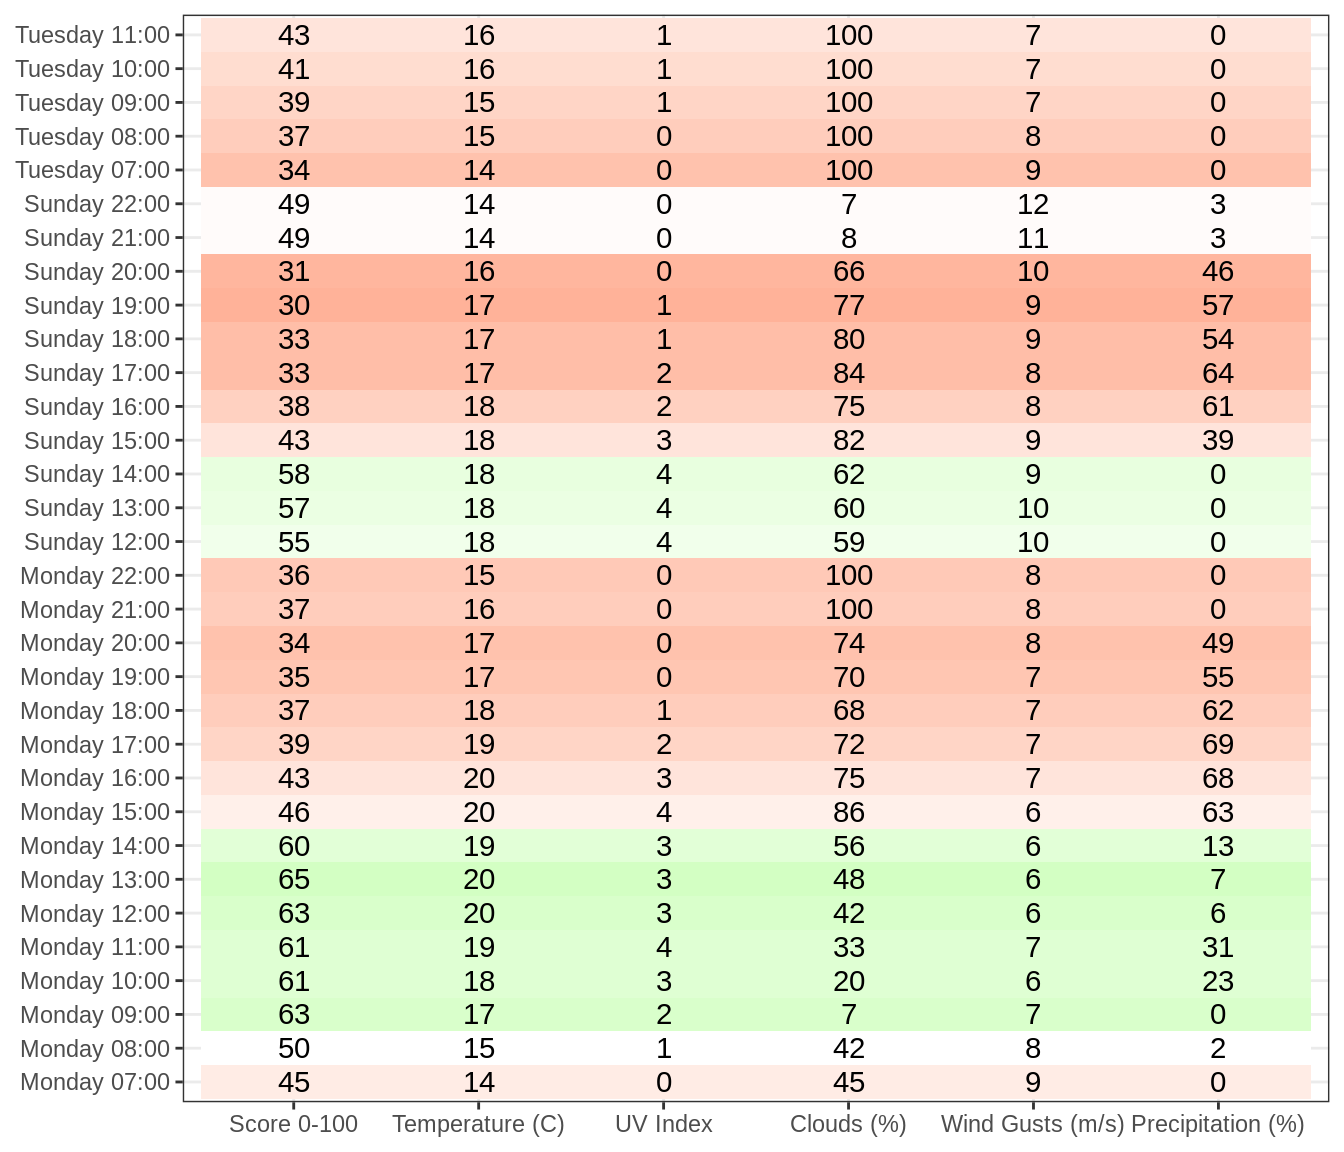 Tuesday 11:00 43 16 1 100 7 0
Tuesday 10:00 41 16 1 100 7 0
Tuesday 09:00 39 15 1 100 7 0
Tuesday 08:00 37 15 0 100 8 0
Tuesday 07:00 34 14 0 100 9 0
Sunday 22:00 49 14 0 7 12 3
Sunday 21:00 49 14 0 8 11 3
Sunday 20:00 31 16 0 66 10 46
Sunday 19:00 30 17 1 77 9 57
Sunday 18:00 33 17 1 80 9 54
Sunday 17:00 33 17 2 84 8 64
Sunday 16:00 38 18 2 75 8 61
Sunday 15:00 43 18 3 82 9 39
Sunday 14:00 58 18 4 62 9 0
Sunday 13:00 57 18 4 60 10 0
Sunday 12:00 55 18 4 59 10 0
Monday 22:00 36 15 0 100 8 0
Monday 21:00 37 16 0 100 8 0
Monday 20:00 34 17 0 74 8 49
Monday 19:00 35 17 0 70 7 55
Monday 18:00 37 18 1 68 7 62
Monday 17:00 39 19 2 72 7 69
Monday 16:00 43 20 3 75 7 68
Monday 15:00 46 20 4 86 6 63
Monday 14:00 60 19 3 56 6 13
Monday 13:00 65 20 3 48 6 7
Monday 12:00 63 20 3 42 6 6
Monday 11:00 61 19 4 33 7 31
Monday 10:00 61 18 3 20 6 23
Monday 09:00 63 17 2 7 7 0
Monday 08:00 50 15 1 42 8 2
Monday 07:00 45 14 0 45 9 0
Score 0-100 Temperature (C) UV Index Clouds (%) Wind Gusts (m/s) Precipitation (%)